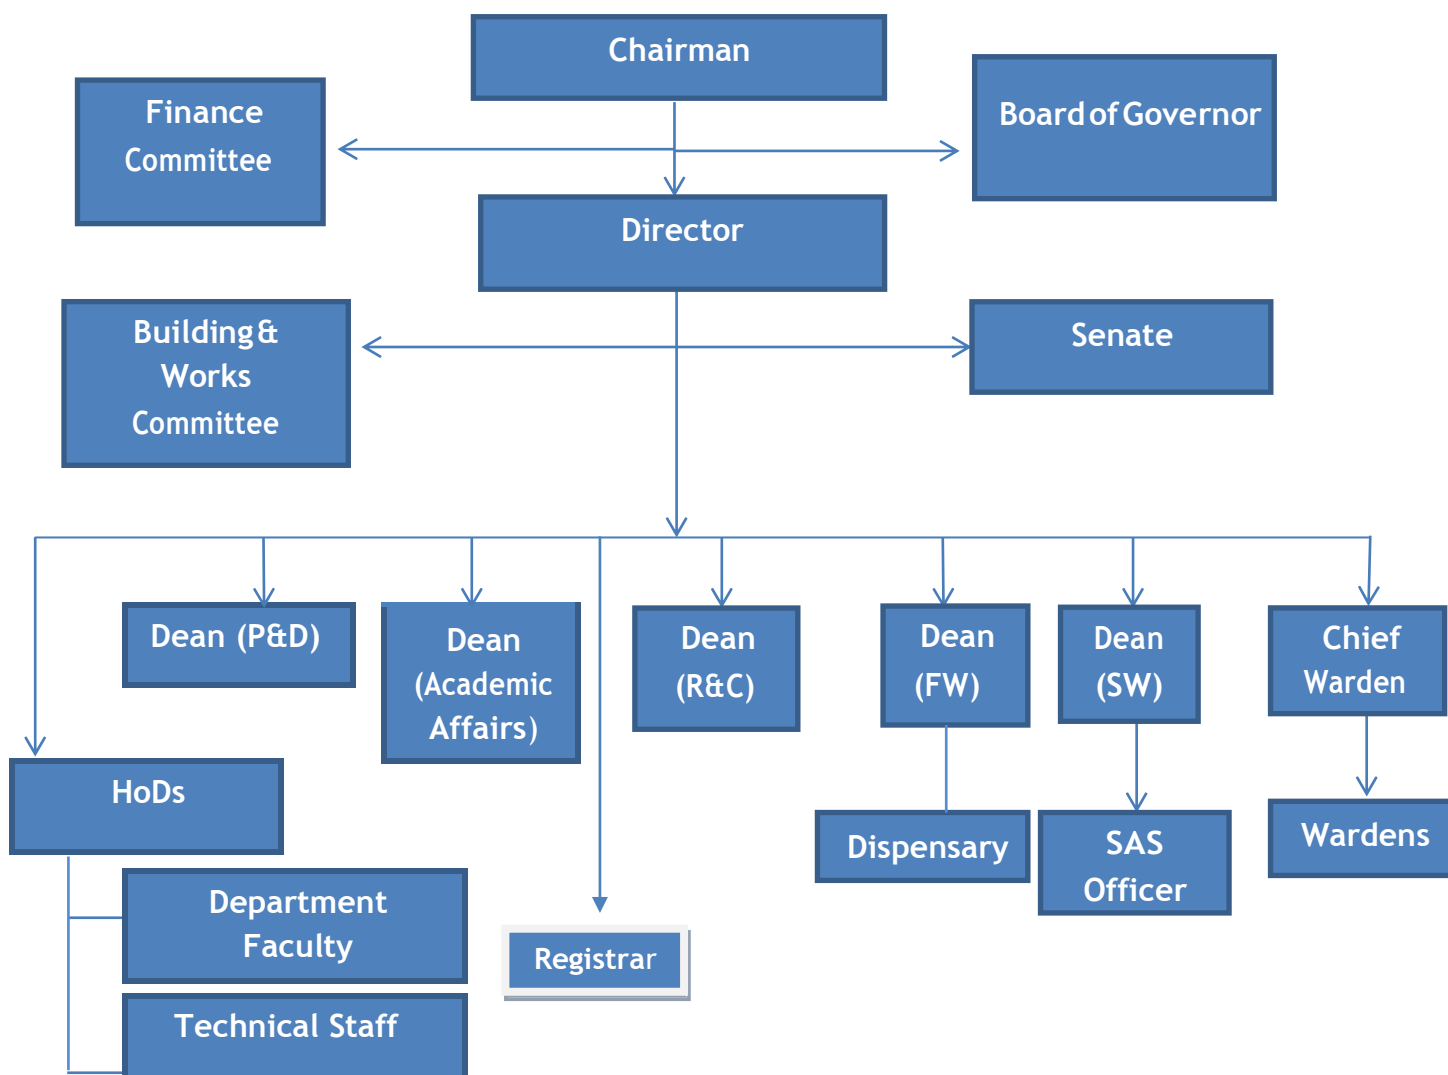 Chairman
Finance
Committee
Board of Governor
Director
Building &
Works
Committee
Senate
Dean (P&D)
Dean
(Academic
Affairs)
Dean
(R&C)
Dean
(FW)
Dean
(SW)
Chief
Warden
HoDs
Dispensary
SAS
Officer
Wardens
Department
Faculty
Registrar
Technical Staff